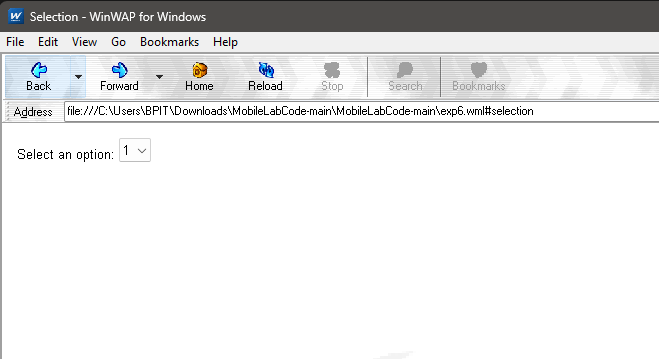 Selection - WinWAP for Windows
File Edit View Go Bookmarks Help
Back Forward Home Reload Stop Search Bookmarks
Address file:///C:\Users\BPIT\Downloads\MobileLabCode-main\MobileLabCode-main\exp6.wml#selection
Select an option: 1